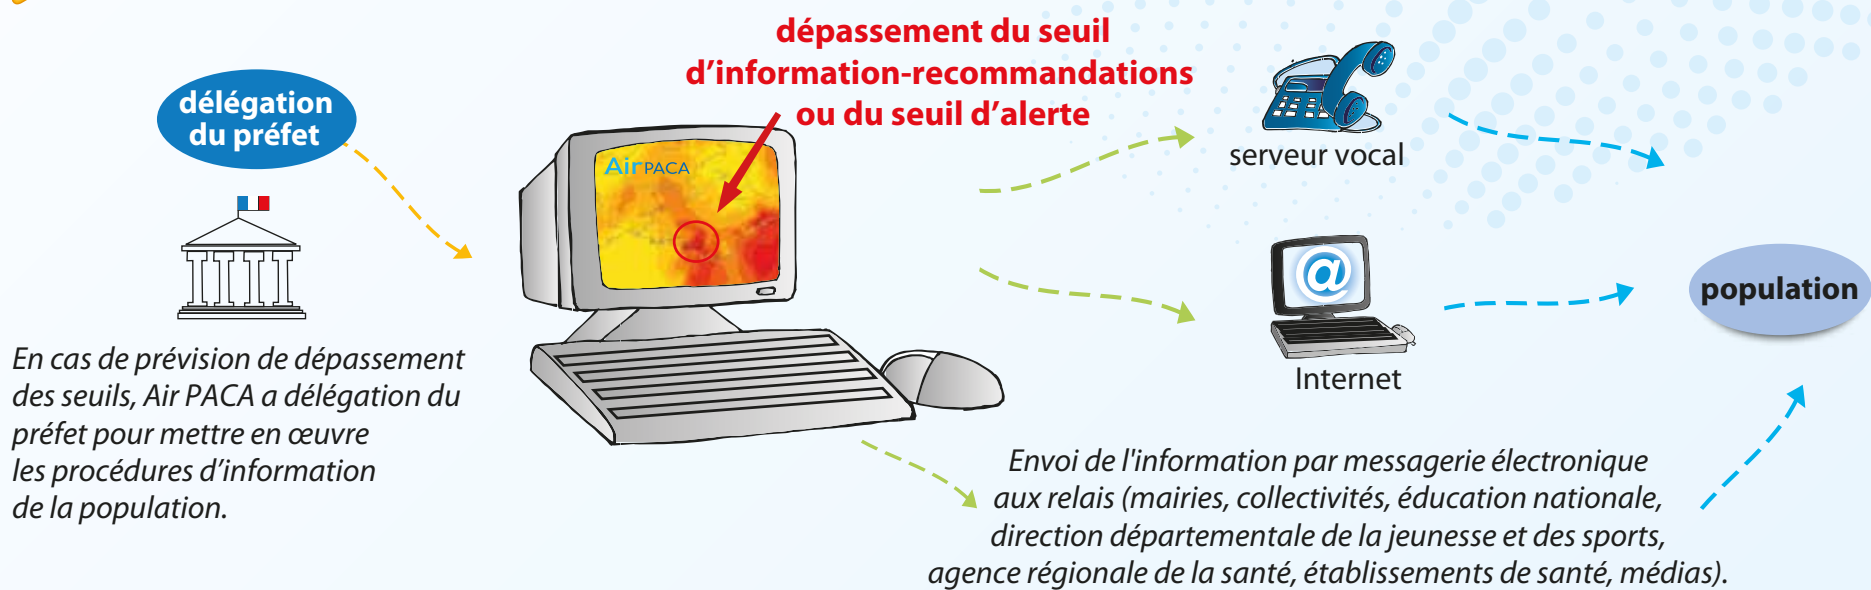 délégation
du préfet
En cas de prévision de dépassement
des seuils, Air PACA a délégation du
préfet pour mettre en œuvre
les procédures d’information
de la population.
dépassement du seuil
d’information-recommandations
ou du seuil d’alerte
AirPACA
serveur vocal
@
Internet
Envoi de l'information par messagerie électronique
aux relais (mairies, collectivités, éducation nationale,
direction départementale de la jeunesse et des sports,
agence régionale de la santé, établissements de santé, médias).
population